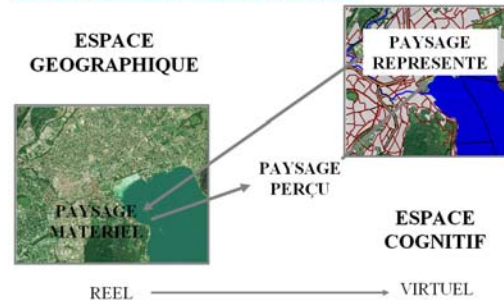 ESPACE
GEOGRAPHIQUE
PAYSAGE
REPRESENTE
PAYSAGE
MATERIEL
PAYSAGE
PERÇU
ESPACE
COGNITIF
REEL
VIRTUEL